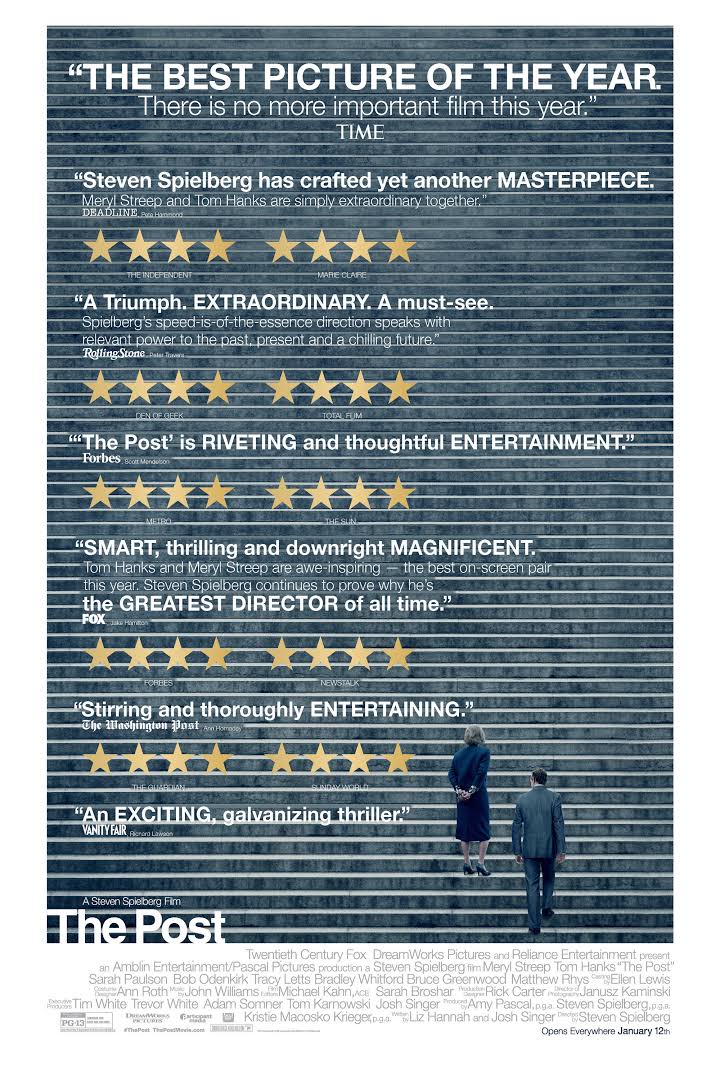 “THE BEST PICTURE OF THE YEAR.
There is no more important film this year.”
TIME
“Steven Spielberg has crafted yet another MASTERPIECE.
Meryl Streep and Tom Hanks are simply extraordinary together.”
DEADLINE, Pete Hammond
THE INDEPENDENT MARIE CLAIRE
“A Triumph. EXTRAORDINARY. A must-see.
Spielberg’s speed-is-of-the-essence direction speaks with
relevant power to the past, present and a chilling future.”
RollingStone, Peter Travers
DEN OF GEEK TOTAL FILM
“‘The Post’ is RIVETING and thoughtful ENTERTAINMENT.”
Forbes, Scott Mendelson
METRO THE SUN
“SMART, thrilling and downright MAGNIFICENT.
Tom Hanks and Meryl Streep are awe-inspiring — the best on-screen pair
this year. Steven Spielberg continues to prove why he’s
the GREATEST DIRECTOR of all time.”
FOX, Jake Hamilton
FORBES NEWSTALK
“Stirring and thoroughly ENTERTAINING.”
The Washington Post, Ann Hornaday
THE GUARDIAN SUNDAY WORLD
“An EXCITING, galvanizing thriller.”
VANITY FAIR, Richard Lawson
A Steven Spielberg Film
The Post
Twentieth Century Fox DreamWorks Pictures and Reliance Entertainment present
an Amblin Entertainment/Pascal Pictures production a Steven Spielberg film Meryl Streep Tom Hanks “The Post”
Sarah Paulson Bob Odenkirk Tracy Letts Bradley Whitford Bruce Greenwood Matthew Rhys Casting by Ellen Lewis
Costume Designer Ann Roth Music by John Williams Film Editors Michael Kahn, ACE Sarah Broshar Production Designer Rick Carter Director of Photography Janusz Kaminski
Executive Producers Tim White Trevor White Adam Somner Tom Karnowski Josh Singer Produced by Amy Pascal, p.g.a. Steven Spielberg, p.g.a.
Kristie Macosko Krieger, p.g.a. Written by Liz Hannah and Josh Singer Directed by Steven Spielberg
PG-13 DREAMWORKS PICTURES participant media FOX
#ThePost ThePostMovie.com
Opens Everywhere January 12th